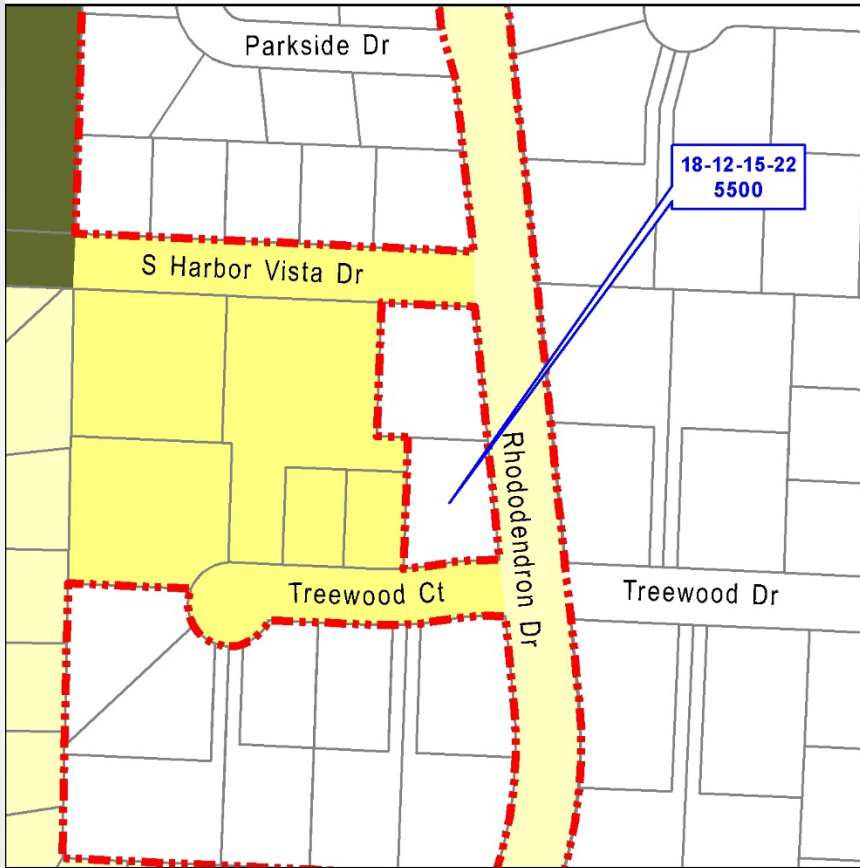 Parkside Dr
18-12-15-22
5500
S Harbor Vista Dr
Rhododendron Dr
Treewood Ct
Treewood Dr